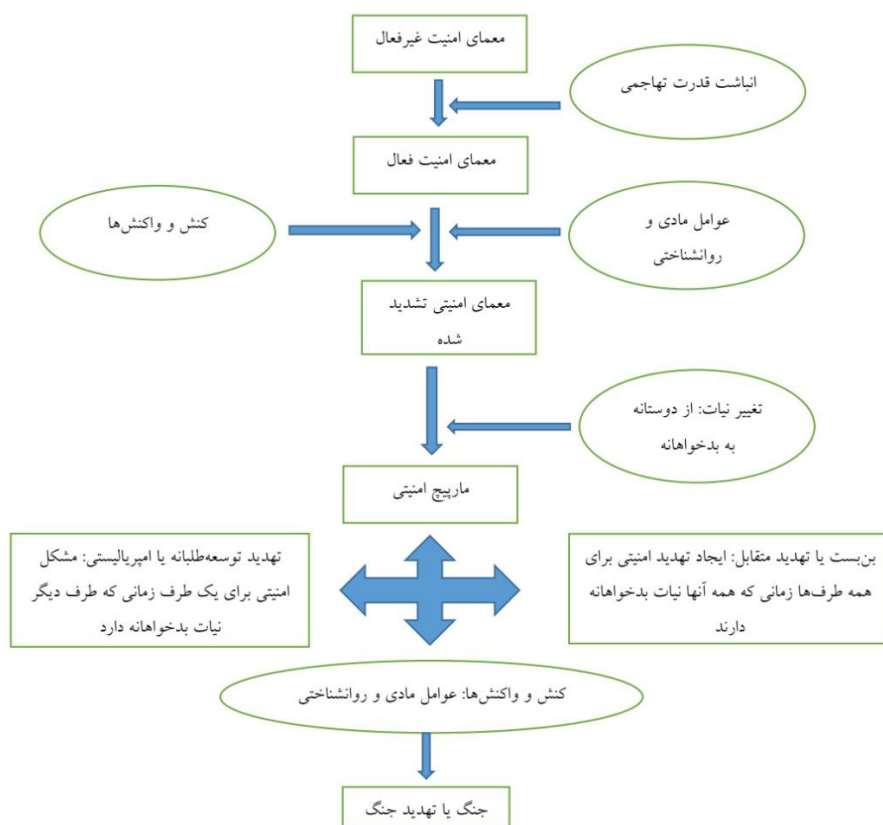 معمای امنیت غیرفعال
انباشت قدرت تهاجمی
معمای امنیت فعال
عوامل مادی و
روانشناختی
کنش و واکنش‌ها
معمای امنیتی تشدید
شده
تغییر نیات: از دوستانه
به بدخواهانه
مارپیچ امنیتی
بن‌بست یا تهدید متقابل: ایجاد تهدید امنیتی برای
همه طرف‌ها زمانی که همه آنها نیات بدخواهانه
دارند
تهدید توسعه‌طلبانه یا امپریالیستی: مشکل
امنیتی برای یک طرف زمانی که طرف دیگر
نیات بدخواهانه دارد
کنش و واکنش‌ها: عوامل مادی و روانشناختی
جنگ یا تهدید جنگ